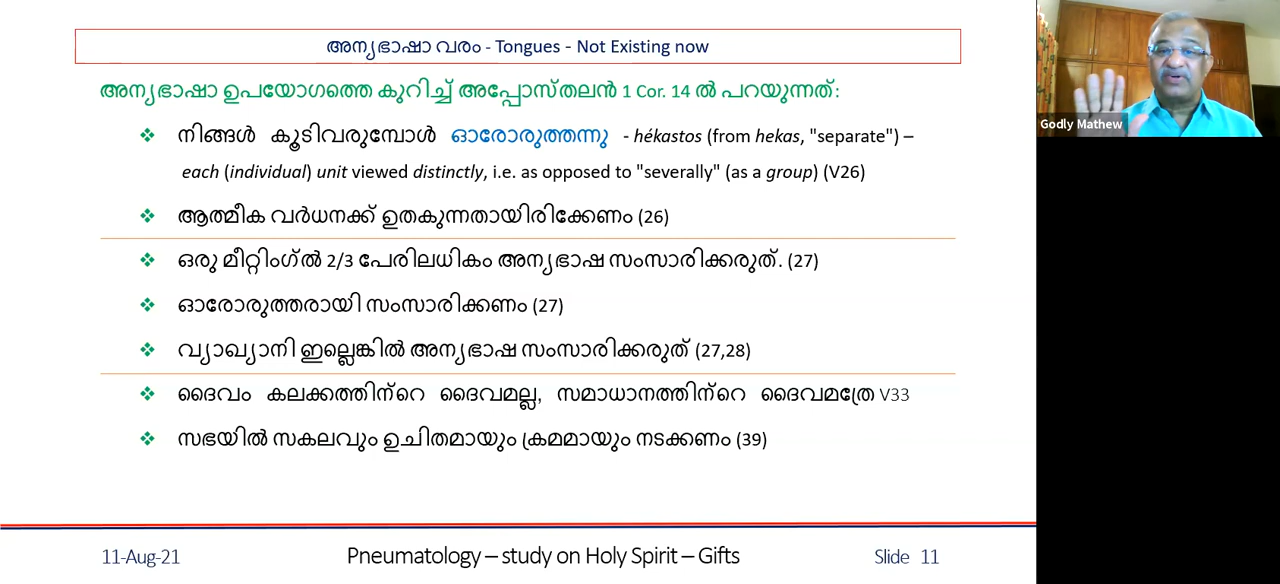 അന്യഭാഷാ വരം - Tongues - Not Existing now
അന്യഭാഷാ ഉപയോഗത്തെ കുറിച്ച് അപ്പോസ്തലൻ 1 Cor. 14 ൽ പറയുന്നത്:
❖ നിങ്ങൾ കൂടിവരുമ്പോൾ ഓരോരുത്തന്നു - hékastos (from hekas, "separate") –
each (individual) unit viewed distinctly, i.e. as opposed to "severally" (as a group) (V26)
❖ ആത്മീക വർധനക്ക് ഉതകുന്നതായിരിക്കേണം (26)
❖ ഒരു മീറ്റിംഗ്ൽ 2/3 പേരിലധികം അന്യഭാഷ സംസാരിക്കരുത്. (27)
❖ ഓരോരുത്തരായി സംസാരിക്കണം (27)
❖ വ്യാഖ്യാനി ഇല്ലെങ്കിൽ അന്യഭാഷ സംസാരിക്കരുത് (27,28)
❖ ദൈവം കലക്കത്തിന്റെ ദൈവമല്ല, സമാധാനത്തിന്റെ ദൈവമത്രേ V33
❖ സഭയിൽ സകലവും ഉചിതമായും ക്രമമായും നടക്കണം (39)
11-Aug-21 Pneumatology – study on Holy Spirit – Gifts Slide 11
Godly Mathew